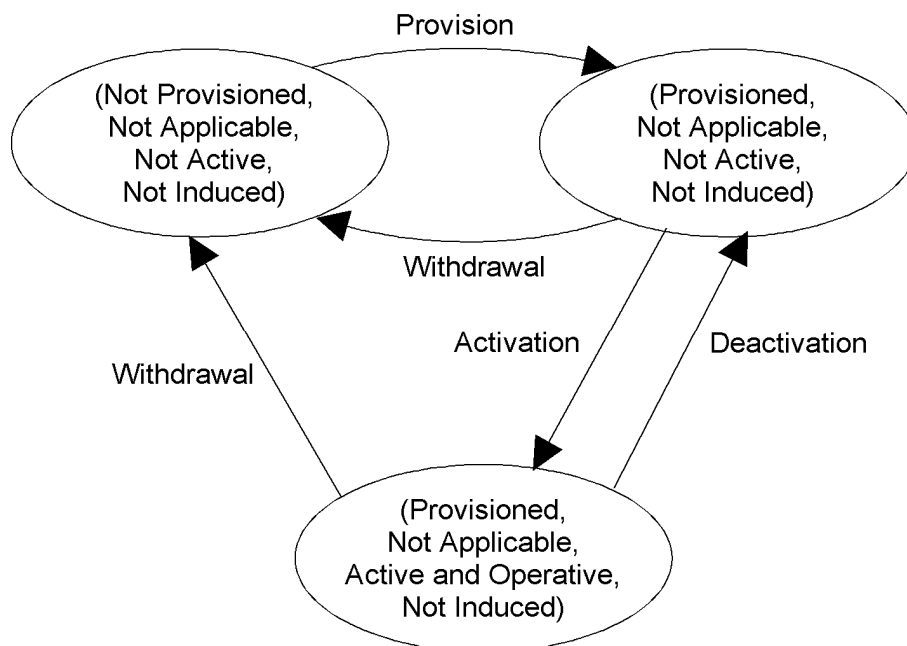 Provision
(Not Provisioned,
Not Applicable,
Not Active,
Not Induced)
(Provisioned,
Not Applicable,
Not Active,
Not Induced)
Withdrawal
Activation
Deactivation
Withdrawal
(Provisioned,
Not Applicable,
Active and Operative,
Not Induced)